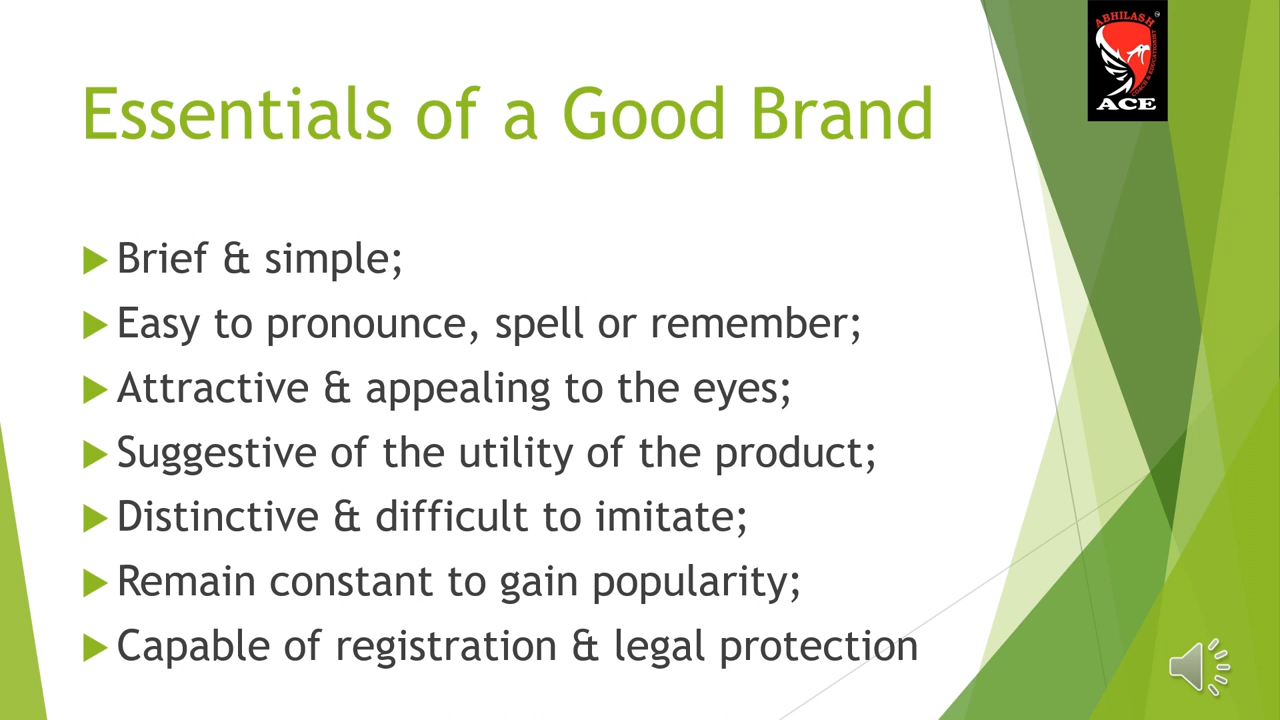 ABHILASH
COACH & EDUCATIONIST
ACE
Essentials of a Good Brand
Brief & simple;
Easy to pronounce, spell or remember;
Attractive & appealing to the eyes;
Suggestive of the utility of the product;
Distinctive & difficult to imitate;
Remain constant to gain popularity;
Capable of registration & legal protection